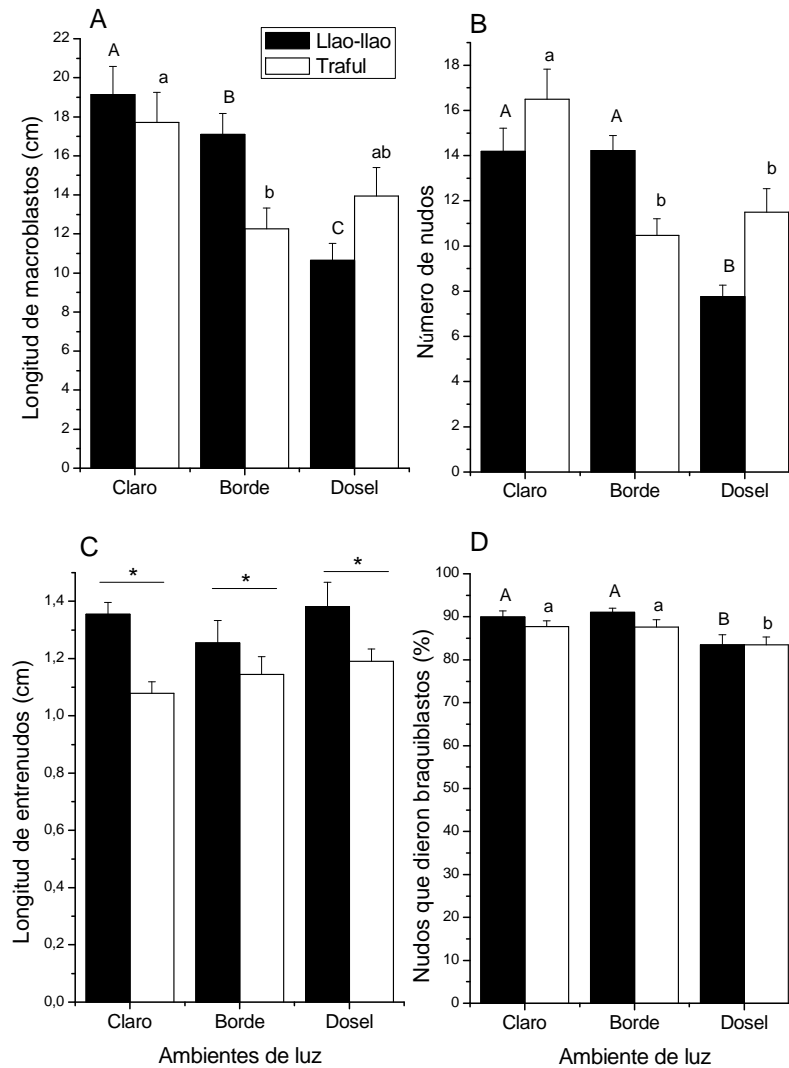 A
Llao-llao
Traful
Longitud de macroblastos (cm)
22
20
18
16
14
12
10
8
6
4
2
0
A a B b C ab
Claro Borde Dosel
B
Número de nudos
18
16
14
12
10
8
6
4
2
0
A a A b B b
Claro Borde Dosel
C
Longitud de entrenudos (cm)
1,4
1,2
1,0
0,8
0,6
0,4
0,2
0,0
* * *
Claro Borde Dosel
Ambientes de luz
D
Nudos que dieron braquiblastos (%)
100
90
80
70
60
50
40
30
20
10
0
A a A a B b
Claro Borde Dosel
Ambiente de luz